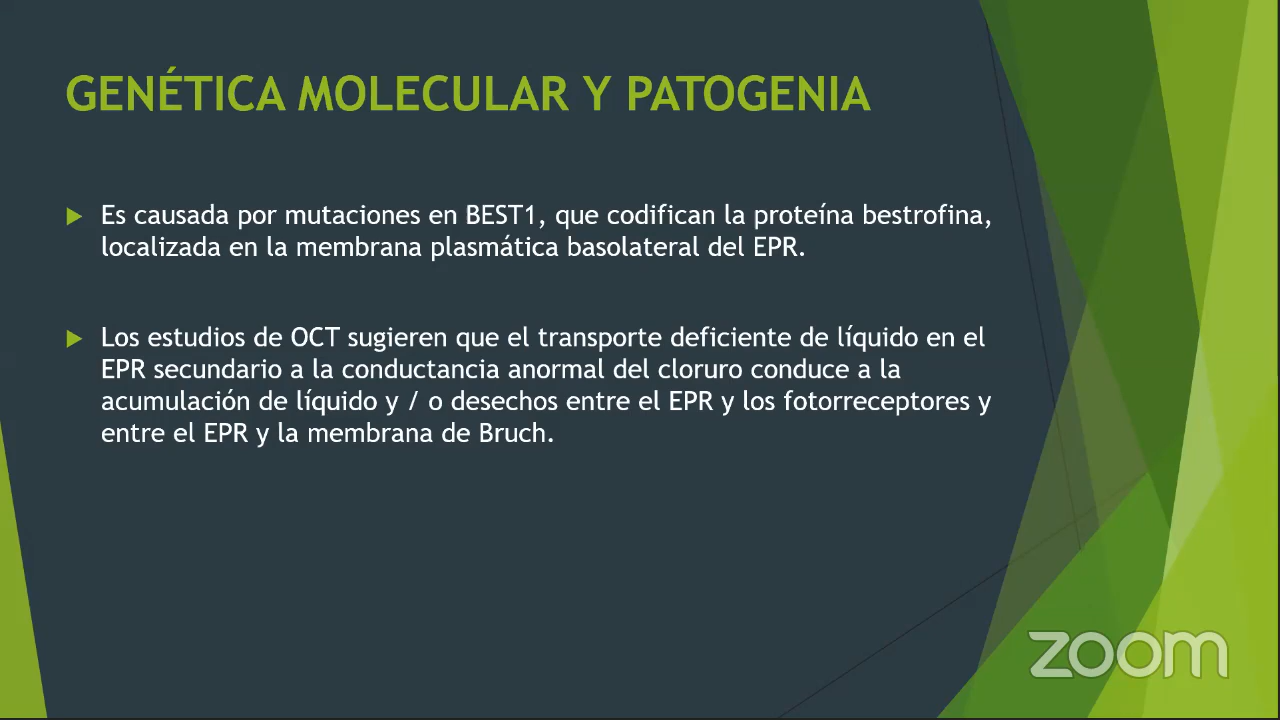 GENÉTICA MOLECULAR Y PATOGENIA
Es causada por mutaciones en BEST1, que codifican la proteína bestrofina,
localizada en la membrana plasmática basolateral del EPR.
Los estudios de OCT sugieren que el transporte deficiente de líquido en el
EPR secundario a la conductancia anormal del cloruro conduce a la
acumulación de líquido y / o desechos entre el EPR y los fotorreceptores y
entre el EPR y la membrana de Bruch.
zoom